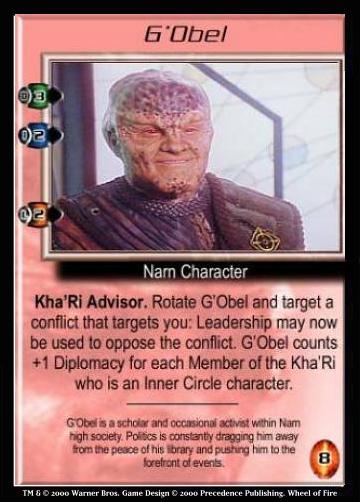 G'Obel
3
2
2
Narn Character
Kha'Ri Advisor. Rotate G'Obel and target a
conflict that targets you: Leadership may now
be used to oppose the conflict. G'Obel counts
+1 Diplomacy for each Member of the Kha'Ri
who is an Inner Circle character.
G'Obel is a scholar and occasional activist within Narn
high society. Politics is constantly dragging him away
from the peace of his library and pushing him to the
forefront of events.
8
TM & © 2000 Warner Bros. Game Design © 2000 Precedence Publishing. Wheel of Fire